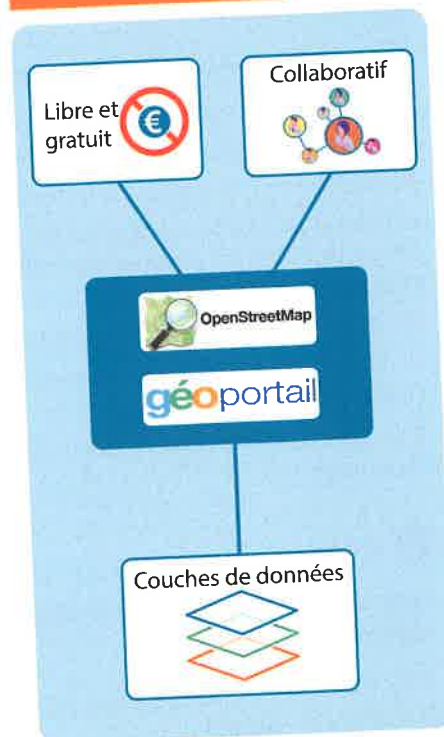 Libre et
gratuit
€
Collaboratif
OpenStreetMap
géoportail
Couches de données